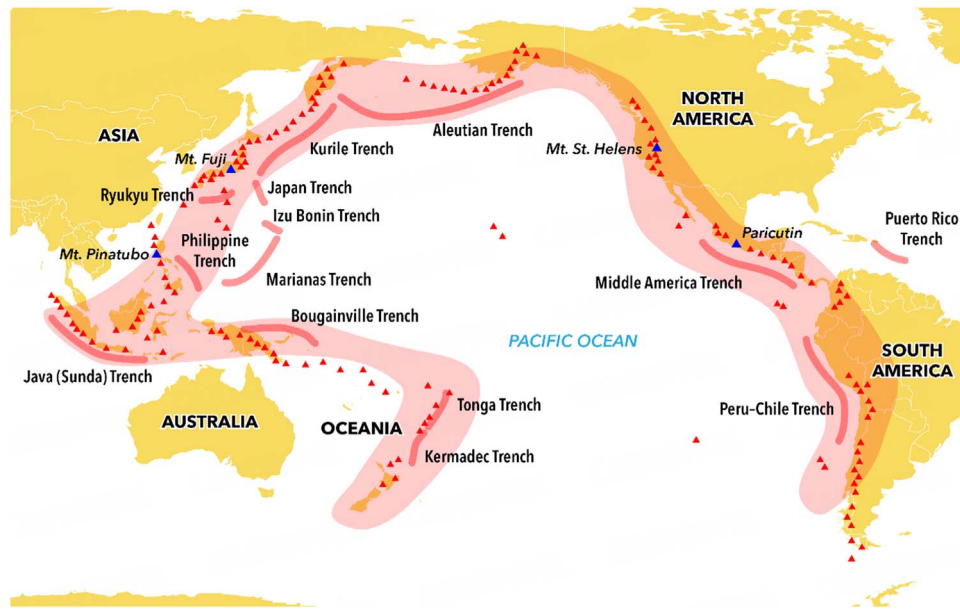 ASIA
NORTH
AMERICA
Aleutian Trench
Kurile Trench
Mt. Fuji
Mt. St. Helens
Japan Trench
Ryukyu Trench
Izu Bonin Trench
Puerto Rico
Trench
Paricutin
Philippine
Trench
Mt. Pinatubo
Marianas Trench
Middle America Trench
Bougainville Trench
PACIFIC OCEAN
SOUTH
AMERICA
Java (Sunda) Trench
Tonga Trench
Peru–Chile Trench
AUSTRALIA
OCEANIA
Kermadec Trench